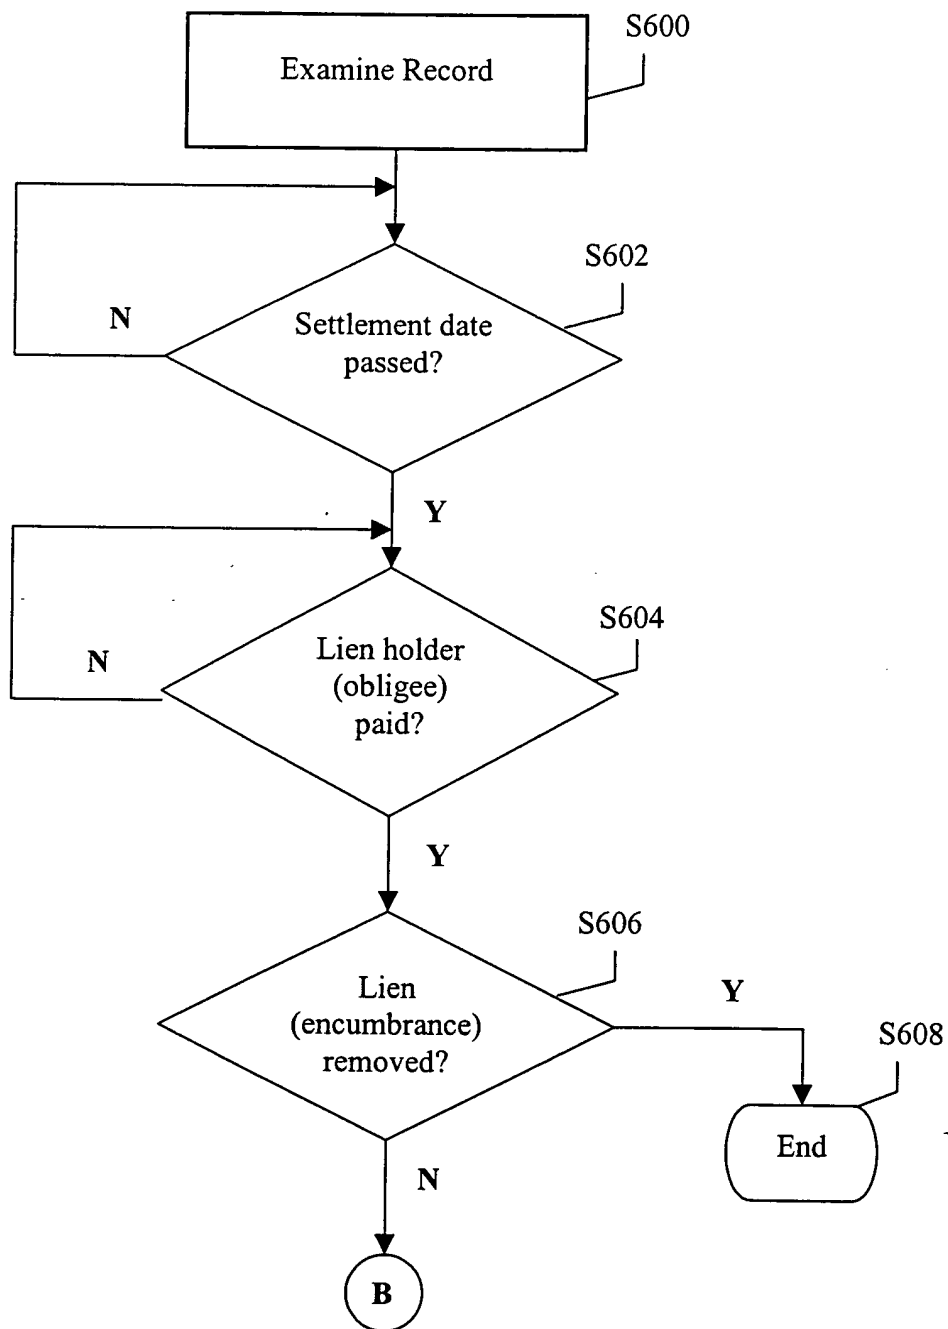 S600
Examine Record
S602
Settlement date
passed?
N
Y
S604
Lien holder
(obligee)
paid?
N
Y
S606
Lien
(encumbrance)
removed?
Y
S608
End
N
B